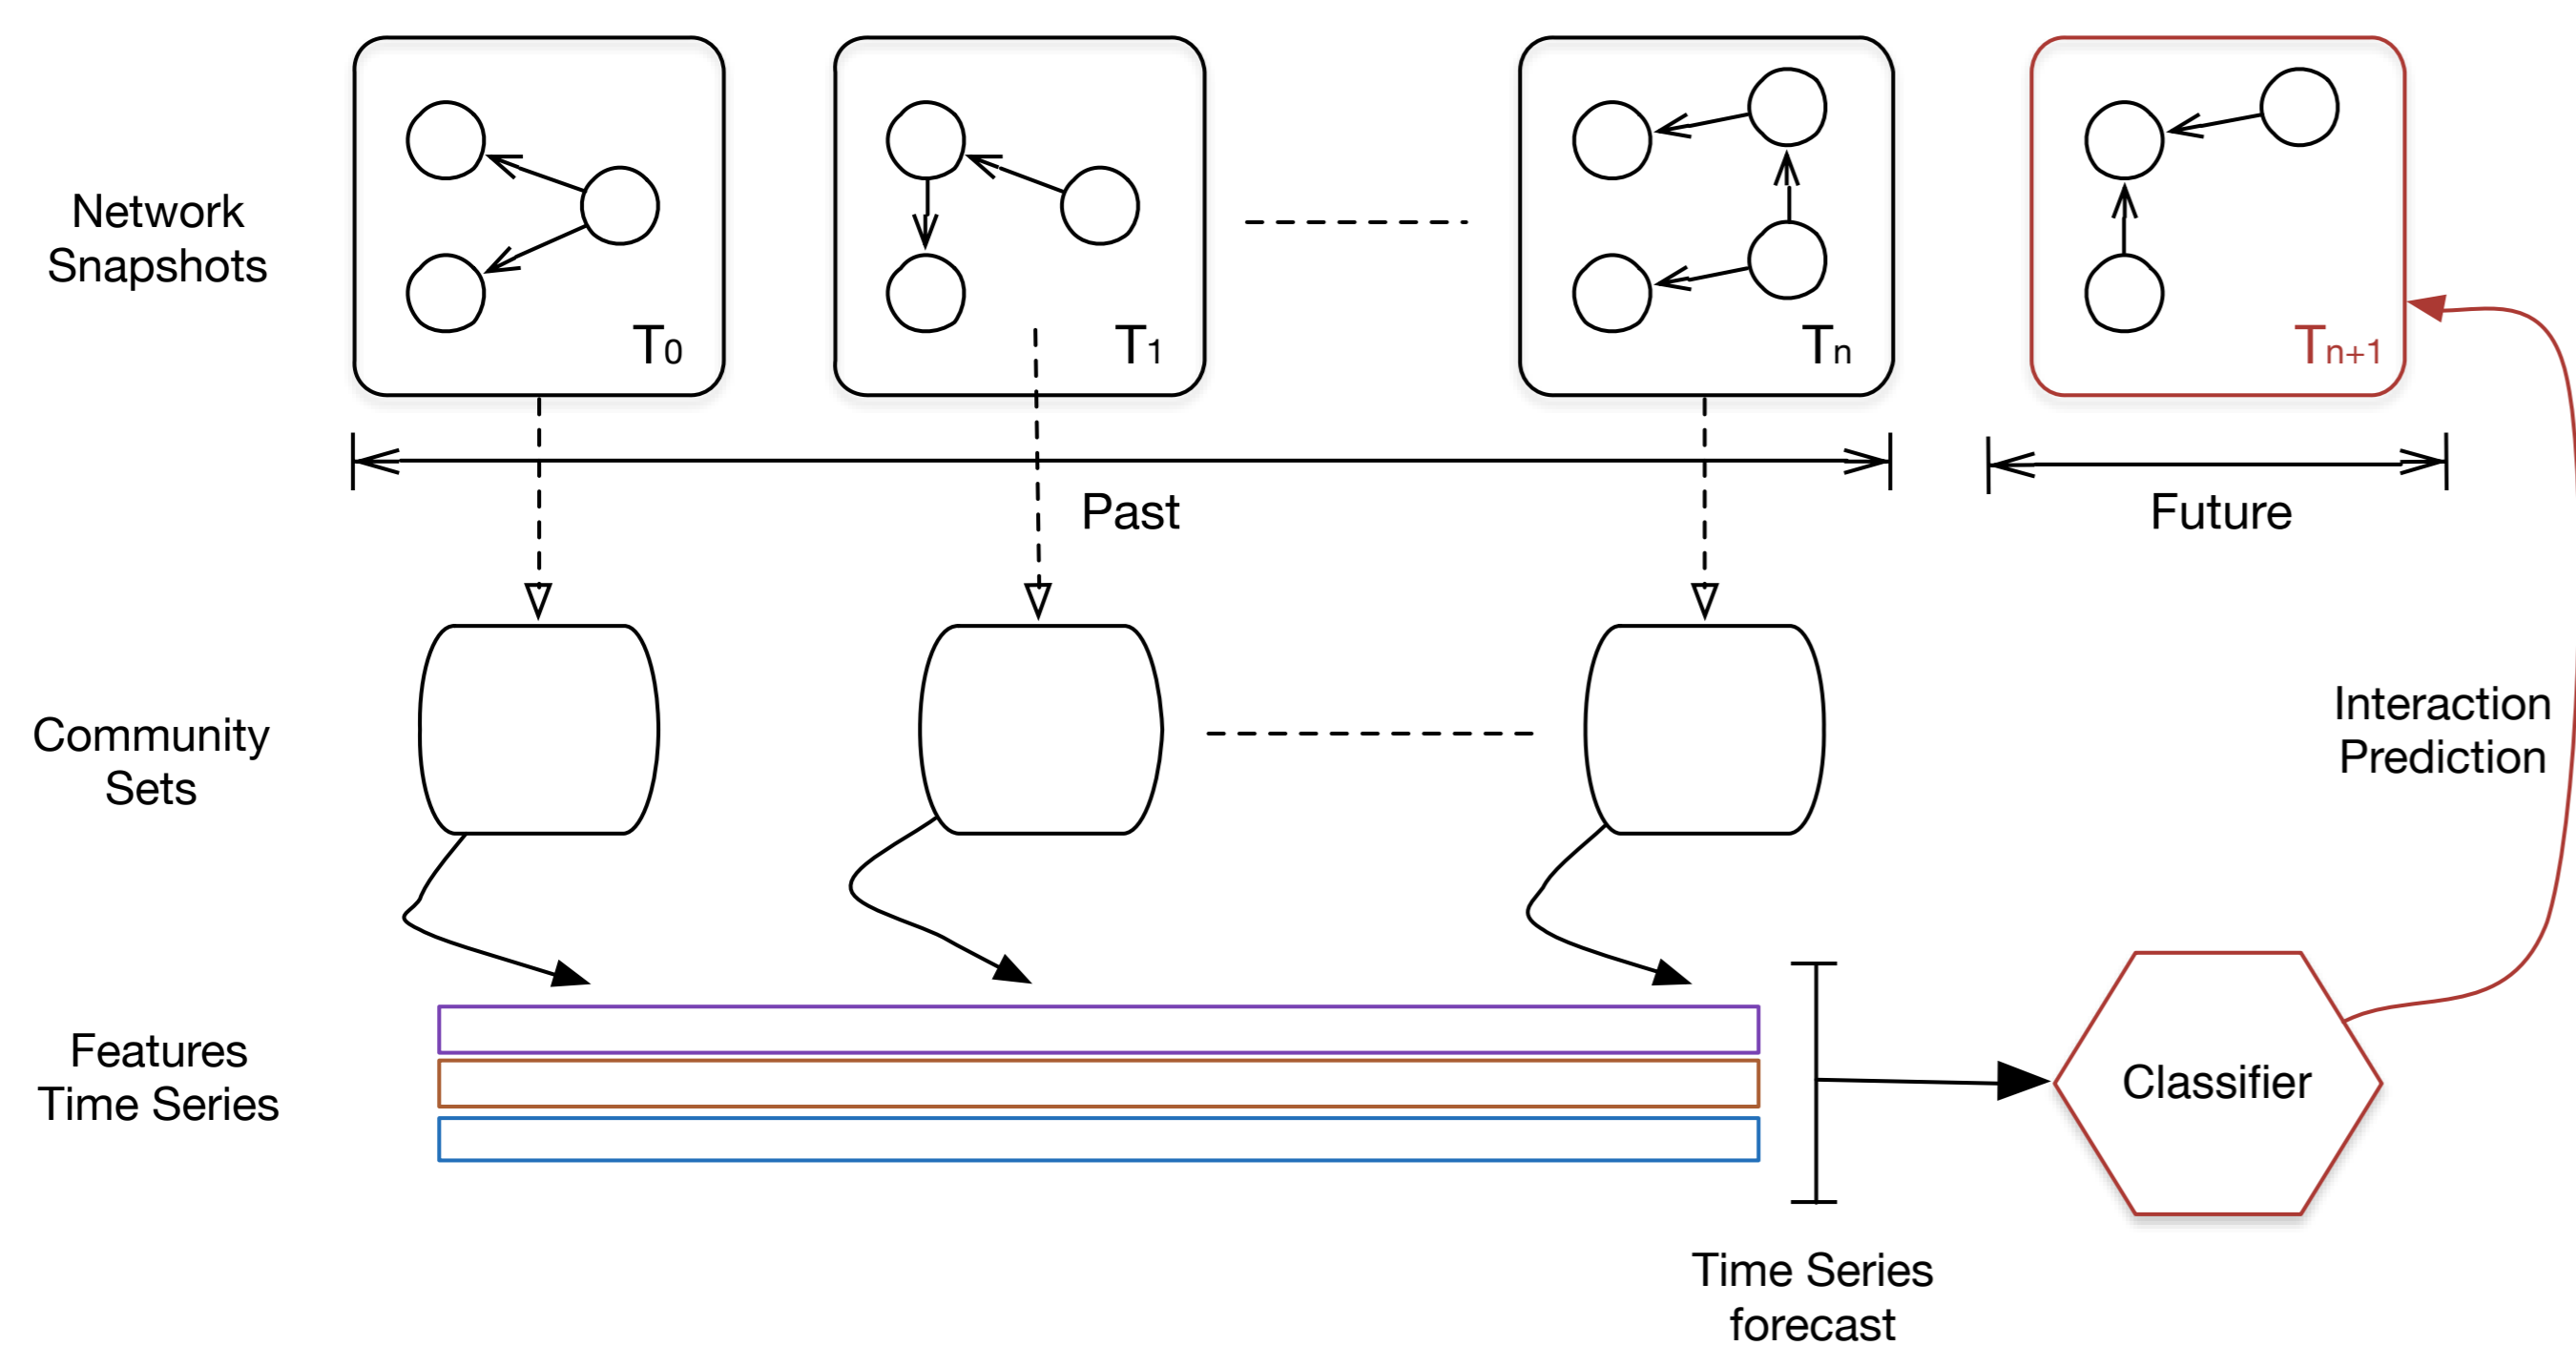 Network
Snapshots
T0
T1
Tn
Tn+1
Past
Future
Community
Sets
Interaction
Prediction
Features
Time Series
Classifier
Time Series
forecast